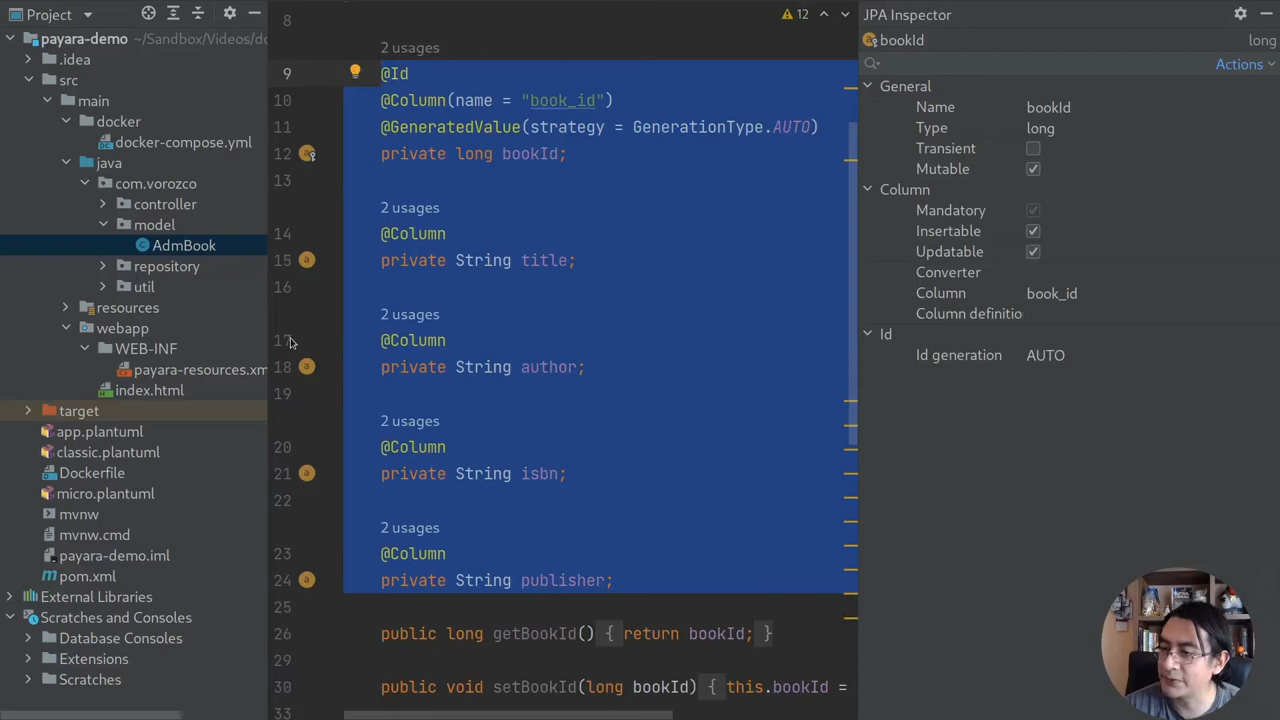 Project
payara-demo ~/Sandbox/Videos/do
.idea
src
main
docker
docker-compose.yml
java
com.vorozco
controller
model
AdmBook
repository
util
resources
webapp
WEB-INF
payara-resources.xm
index.html
target
app.plantuml
classic.plantuml
Dockerfile
micro.plantuml
mvnw
mvnw.cmd
payara-demo.iml
pom.xml
External Libraries
Scratches and Consoles
Database Consoles
Extensions
Scratches
12
8
2 usages
9 @Id
10 @Column(name = "book_id")
11 @GeneratedValue(strategy = GenerationType.AUTO)
12 private long bookId;
13
2 usages
14 @Column
15 private String title;
16
2 usages
17 @Column
18 private String author;
19
2 usages
20 @Column
21 private String isbn;
22
2 usages
23 @Column
24 private String publisher;
25
26 public long getBookId() { return bookId; }
29
30 public void setBookId(long bookId) { this.bookId =
33
JPA Inspector
bookId long
Actions
General
Name bookId
Type long
Transient
Mutable
Column
Mandatory
Insertable
Updatable
Converter
Column book_id
Column definitio
Id
Id generation AUTO